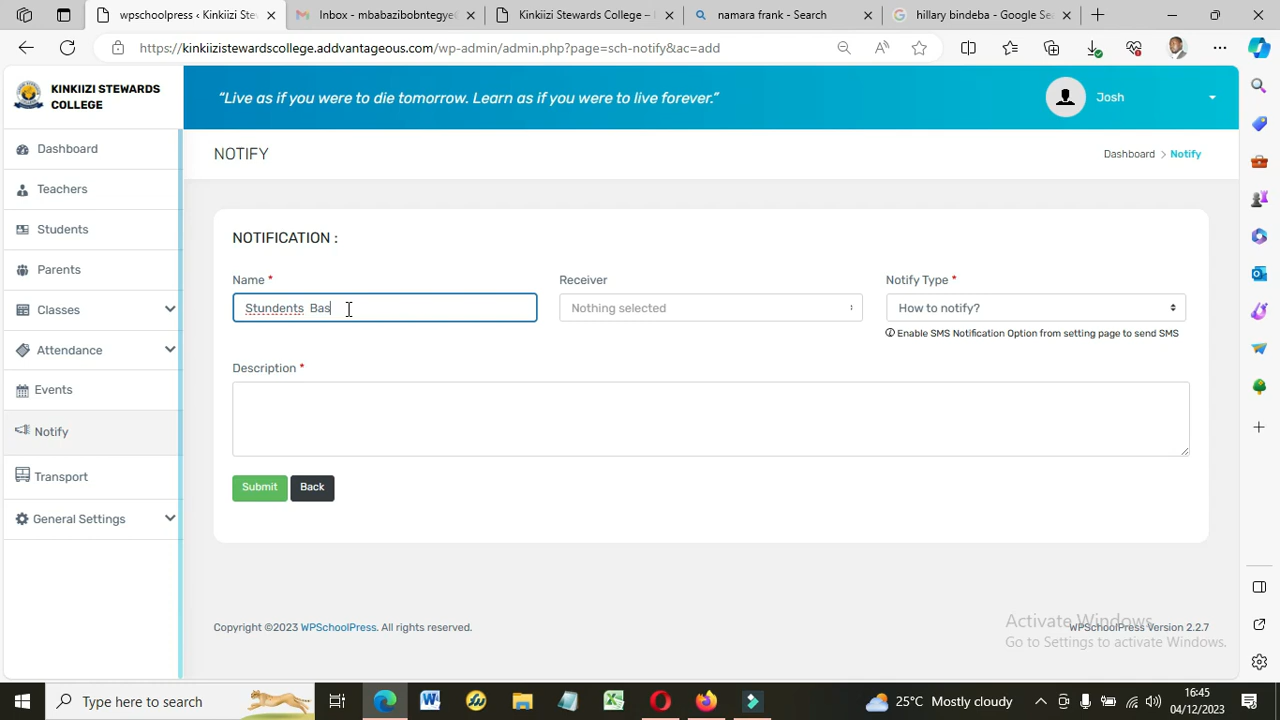 wpschoolpress ‹ Kinkiizi Ste
Inbox - mbabazibobntegye@
Kinkiizi Stewards College –
namara frank - Search
hillary bindeba - Google Se
https://kinkiizistewardscollege.addvantageous.com/wp-admin/admin.php?page=sch-notify&ac=add
KINKIIZI STEWARDS COLLEGE
“Live as if you were to die tomorrow. Learn as if you were to live forever.”
Josh
Dashboard
Teachers
Students
Parents
Classes
Attendance
Events
Notify
Transport
General Settings
NOTIFY
Dashboard > Notify
NOTIFICATION :
Name *
Receiver
Notify Type *
Stundents  Bas
Nothing selected
How to notify?
Enable SMS Notification Option from setting page to send SMS
Description *
Submit
Back
Copyright ©2023 WPSchoolPress. All rights reserved.
WPSchoolPress Version 2.2.7
Activate Windows
Go to Settings to activate Windows.
Type here to search
25°C Mostly cloudy
16:45
04/12/2023